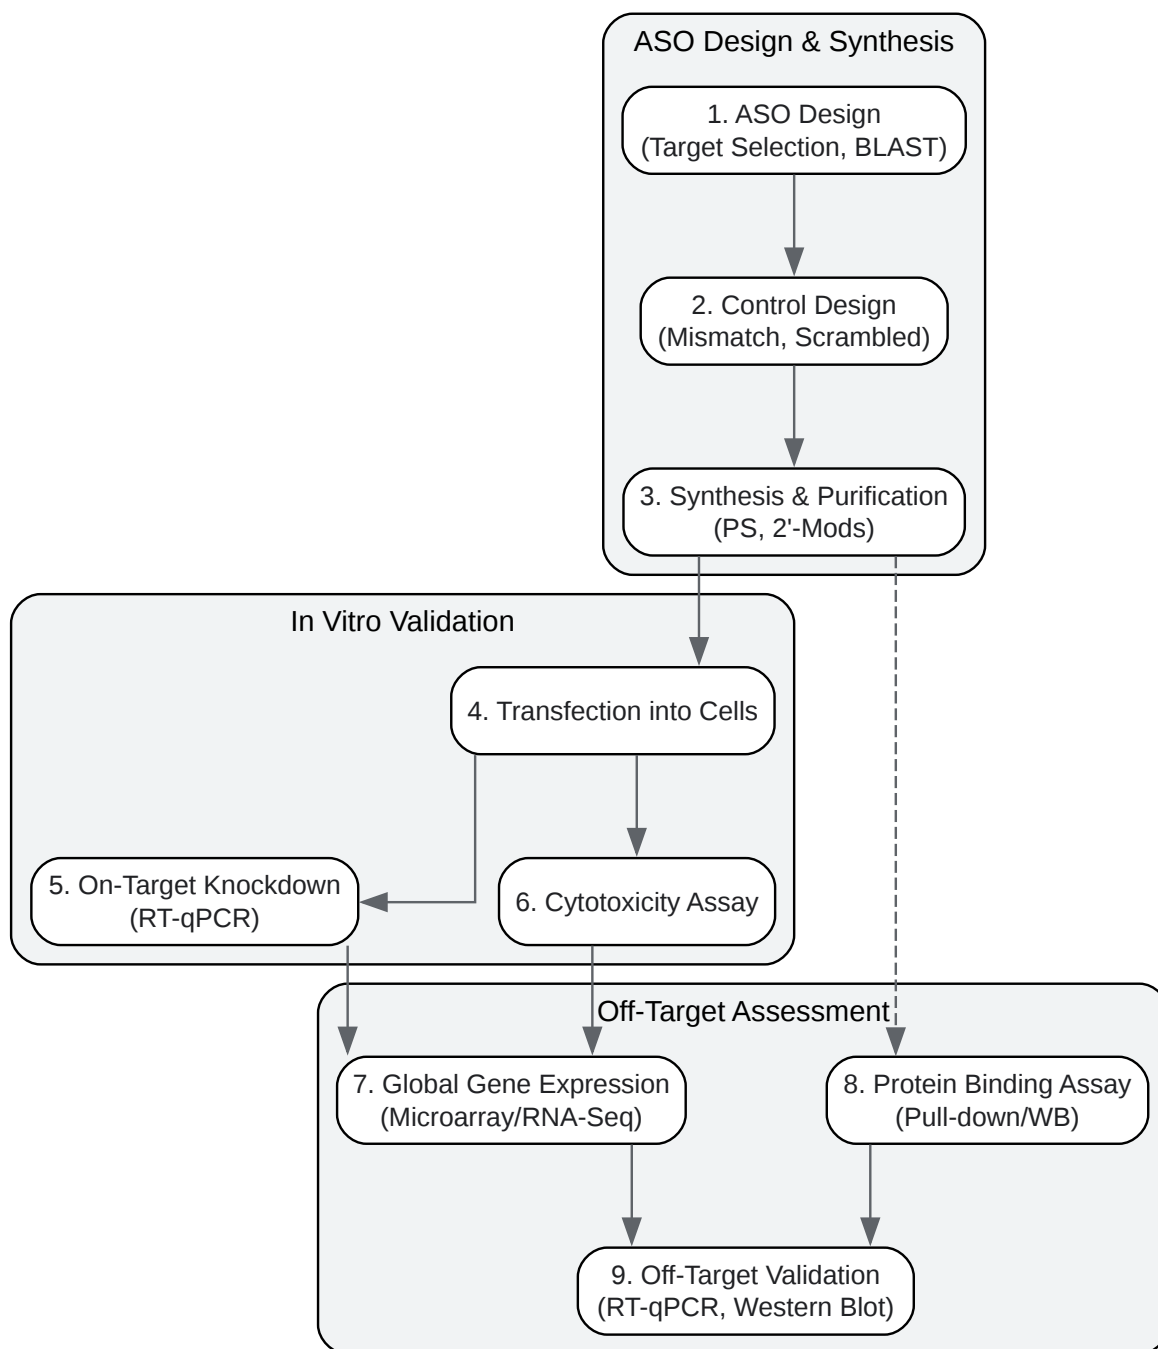 ASO Design & Synthesis
1. ASO Design
(Target Selection, BLAST)
2. Control Design
(Mismatch, Scrambled)
3. Synthesis & Purification
(PS, 2'-Mods)
In Vitro Validation
4. Transfection into Cells
5. On-Target Knockdown
(RT-qPCR)
6. Cytotoxicity Assay
Off-Target Assessment
7. Global Gene Expression
(Microarray/RNA-Seq)
8. Protein Binding Assay
(Pull-down/WB)
9. Off-Target Validation
(RT-qPCR, Western Blot)